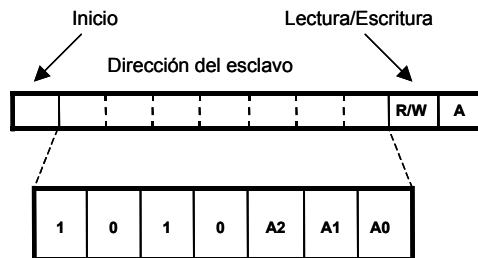 Inicio Lectura/Escritura
Dirección del esclavo
R/W A
1 0 1 0 A2 A1 A0